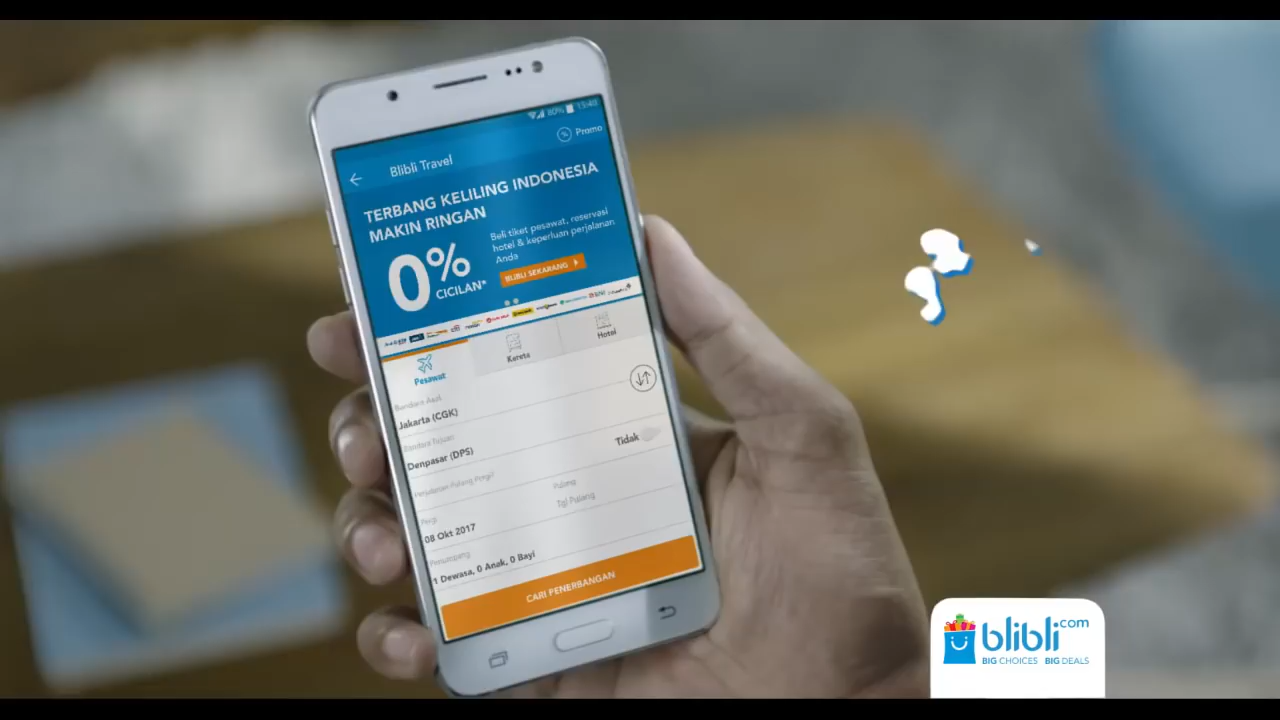 80% 15:40
Blibli Travel
Promo
TERBANG KELILING INDONESIA
MAKIN RINGAN
0%
CICILAN*
Beli tiket pesawat, reservasi
hotel & keperluan perjalanan
Anda
BLIBLI SEKARANG
Pesawat
Kereta
Hotel
Bandara Asal
Jakarta (CGK)
Bandara Tujuan
Denpasar (DPS)
Perjalanan Pulang Pergi?
Tidak
Pergi
08 Okt 2017
Pulang
Tgl Pulang
Penumpang
1 Dewasa, 0 Anak, 0 Bayi
CARI PENERBANGAN
blibli.com
BIG CHOICES BIG DEALS